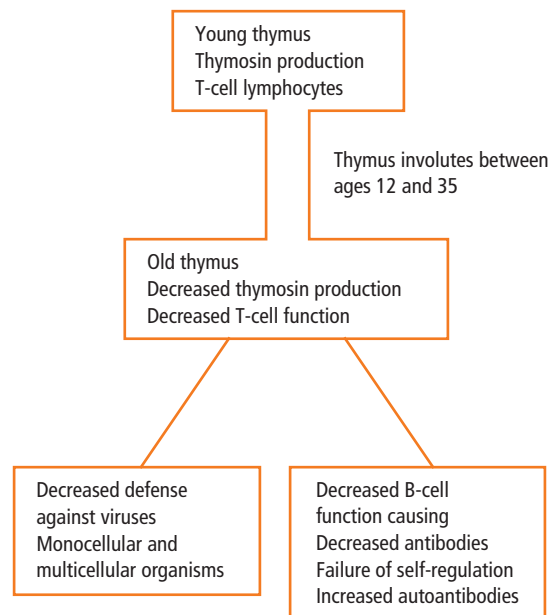 Young thymus
Thymosin production
T-cell lymphocytes
Thymus involutes between
ages 12 and 35
Old thymus
Decreased thymosin production
Decreased T-cell function
Decreased defense
against viruses
Monocellular and
multicellular organisms
Decreased B-cell
function causing
Decreased antibodies
Failure of self-regulation
Increased autoantibodies